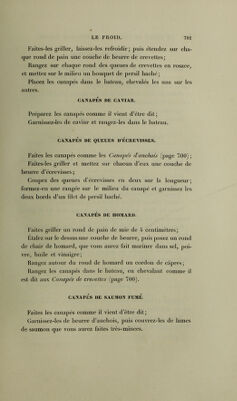 LE FROID. 701
Faites-les griller, laissez-les refroidir; puis étendez sur cha-
que rond de pain une couche de beurre de crevettes;
Rangez sur chaque rond des queues de crevettes en rosace,
et mettez sur le milieu un bouquet de persil haché;
Placez les canapés dans le bateau, chevalés les uns sur les
autres.
CANAPÉS DE CAVIAR.
Préparez les canapés comme il vient d'être dit;
Garnissez-les de caviar et rangez-les dans le bateau.
CANAPÉS DE QUEUES D'ÉCREVISSES.
Faites les canapés comme les Canapés d'anchois (page 700);
Faites-les griller et mettez sur chacun d'eux une couche de
beurre d'écrevisses;
Coupez des queues d'écrevisses en deux sur la longueur;
formez-en une rangée sur le milieu du canapé et garnissez les
deux bords d'un filet de persil haché.
CANAPÉS DE HOMARD.
Faites griller un rond de pain de mie de 4 centimètres;
Étalez sur le dessus une couche de beurre, puis posez un rond
de chair de homard, que vous aurez fait mariner dans sel, poi-
vre, huile et vinaigre;
Rangez autour du rond de homard un cordon de câpres;
Rangez les canapés dans le bateau, en chevalant comme il
est dit aux Canapés de crevettes (page 700).
CANAPÉS DE SAUMON FUMÉ.
Faites les canapés comme il vient d'être dit;
Garnissez-les de beurre d'anchois, puis couvrez-les de lames
de saumon que vous aurez faites très-minces.